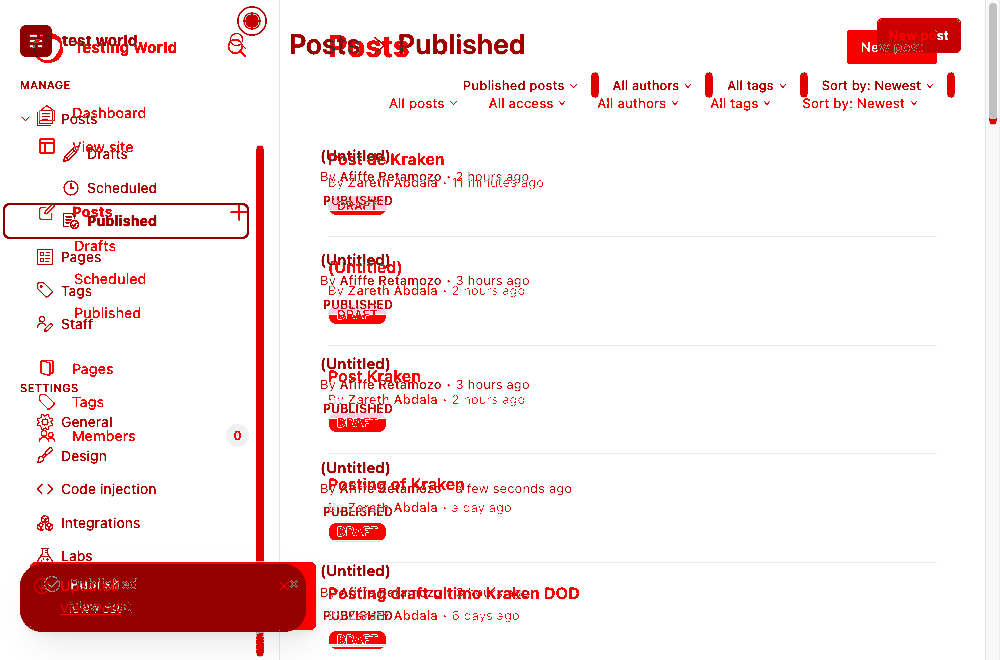 test world
Testing World
Posts
Posts
Published
New post
New post
MANAGE
Published posts
All authors
All tags
Sort by: Newest
All posts
All access
All authors
All tags
Sort by: Newest
Dashboard
Posts
View site
Drafts
Scheduled
Posts
Published
Drafts
Pages
Scheduled
Tags
Published
Staff
Pages
SETTINGS
Tags
General
Members
0
Design
Code injection
Integrations
Labs
Published
(Untitled)
Post de Kraken
By Afiffe Retamozo · 2 hours ago
By Zareth Abdala · 11 minutes ago
PUBLISHED
DRAFT
(Untitled)
(Untitled)
By Afiffe Retamozo · 3 hours ago
By Zareth Abdala · 2 hours ago
PUBLISHED
DRAFT
(Untitled)
Post Kraken
By Afiffe Retamozo · 3 hours ago
By Zareth Abdala · 2 hours ago
PUBLISHED
DRAFT
(Untitled)
Posting of Kraken
By Afiffe Retamozo · a few seconds ago
By Zareth Abdala · a day ago
PUBLISHED
DRAFT
(Untitled)
Posting draft ultimo Kraken DOD
By Zareth Abdala · 6 days ago
PUBLISHED
DRAFT